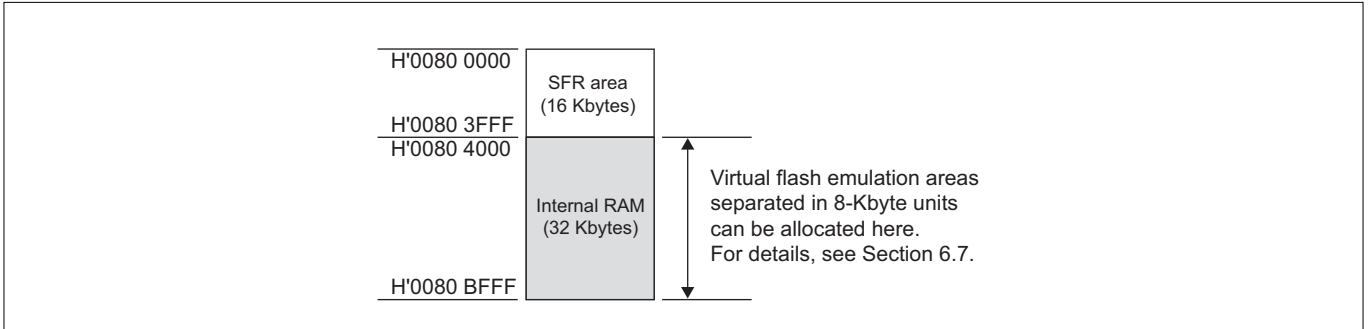 H'0080 0000
SFR area
(16 Kbytes)
H'0080 3FFF
H'0080 4000
Internal RAM
(32 Kbytes)
Virtual flash emulation areas
separated in 8-Kbyte units
can be allocated here.
For details, see Section 6.7.
H'0080 BFFF